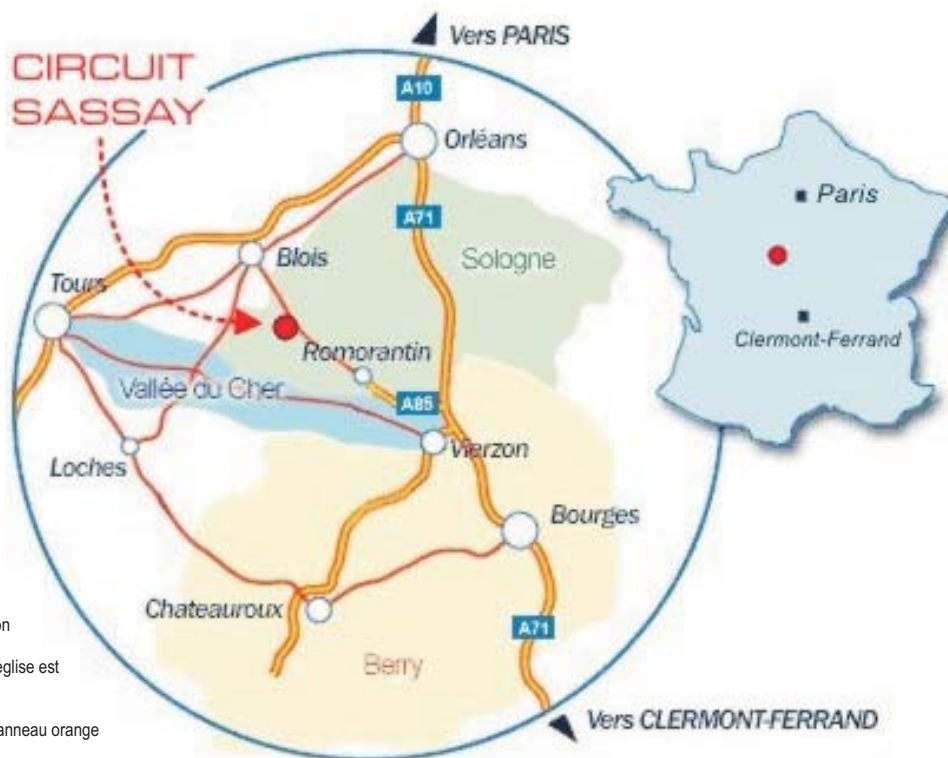 Vers PARIS
CIRCUIT
SASSAY
A10
Orléans
Paris
A71
Blois
Sologne
Tours
Clermont-Ferrand
Romorantin
Vallée du Cher
A85
Vierzon
Loches
Bourges
Chateauroux
on
A71
église est
Berry
Vers CLERMONT-FERRAND
anneau orange